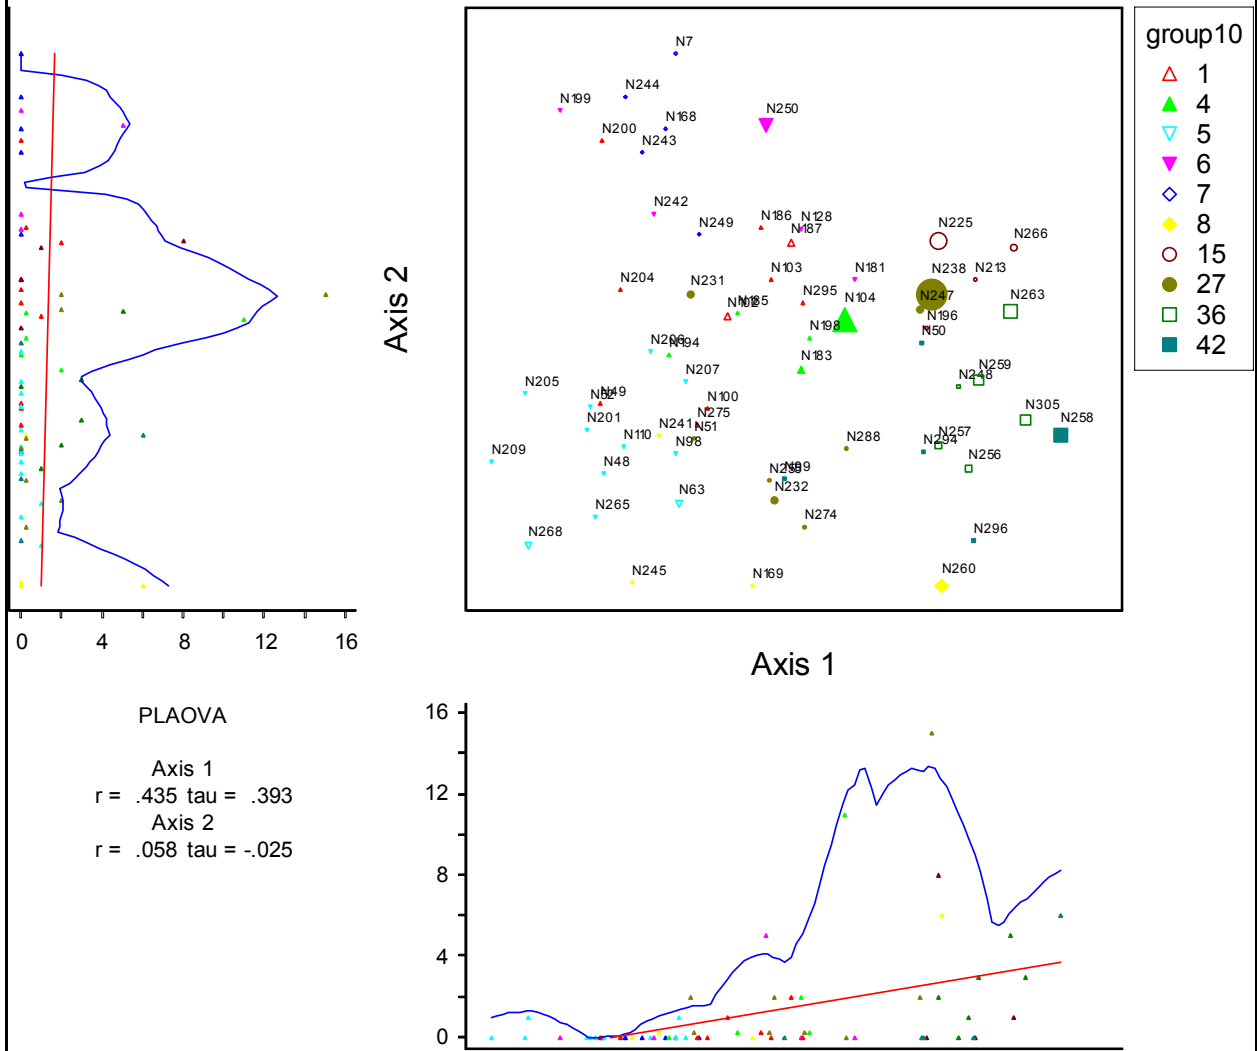 group10
1
4
5
6
7
8
15
27
36
42
N7
N244
N199
N250
N168
N200
N243
N242
N249
N186
N128
N187
N225
N266
N204
N231
N103
N181
N238
N213
N295
N104
N247
N263
N185
N196
N198
N50
N206
N194
N183
N207
N259
N248
N205
N52
N49
N100
N305
N258
N201
N275
N241
N51
N110
N98
N288
N257
N294
N209
N48
N99
N256
N63
N232
N265
N274
N268
N296
N245
N169
N260
Axis 2
0 4 8 12 16
Axis 1
PLAOVA
Axis 1
r = .435 tau = .393
Axis 2
r = .058 tau = -.025
16
12
8
4
0